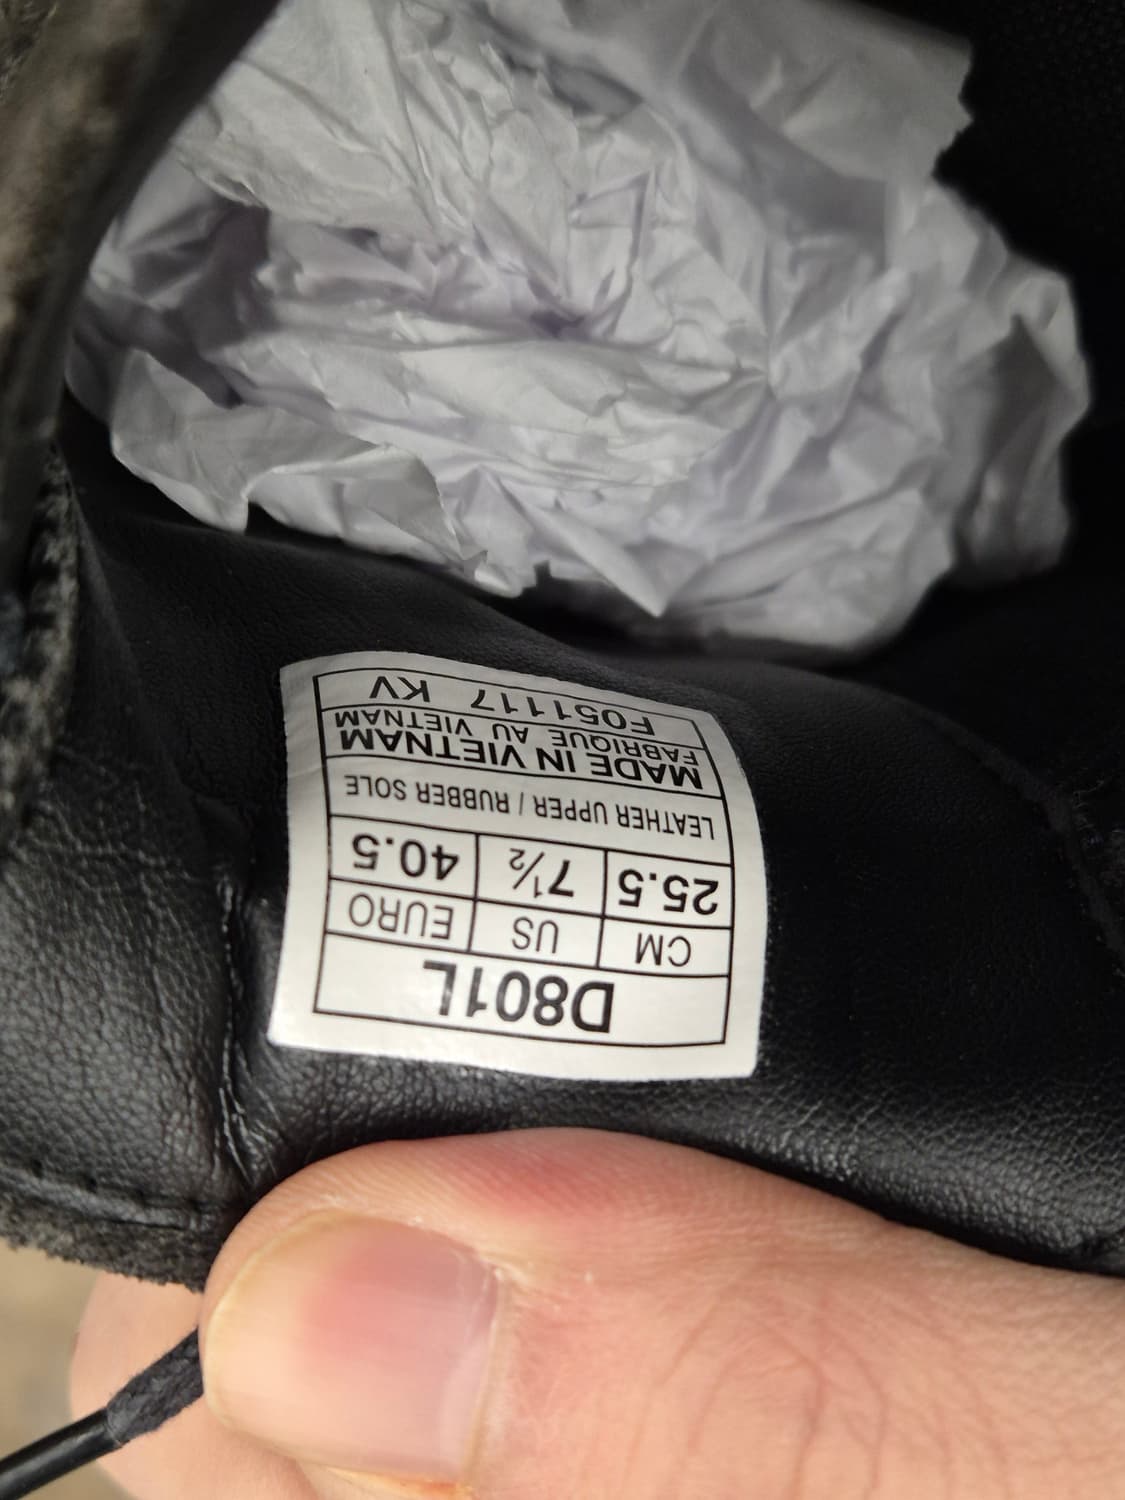 D801L
CM US EURO
25.5 7½ 40.5
LEATHER UPPER / RUBBER SOLE
MADE IN VIETNAM
FABRIQUE AU VIETNAM
F051117 KV